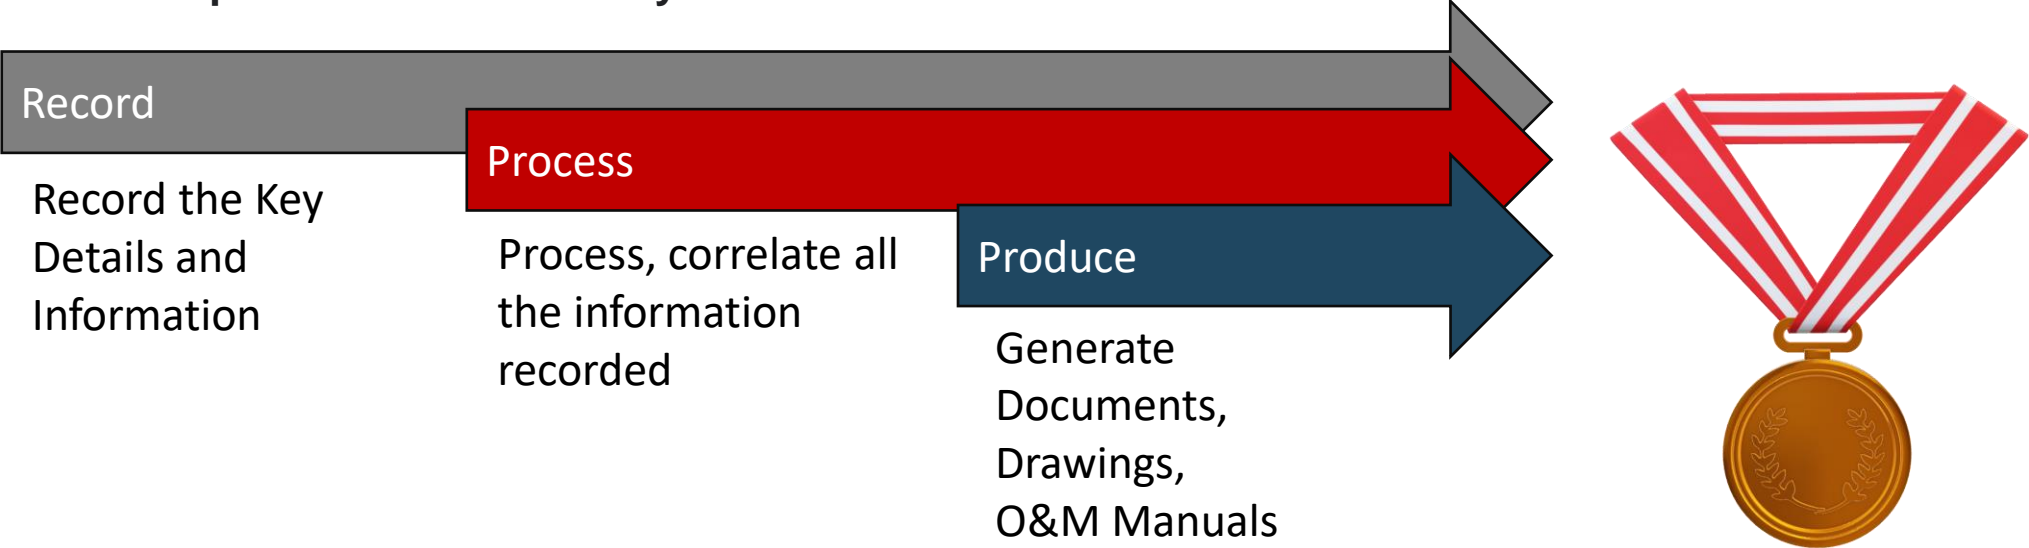 Record
Record the Key
Details and
Information
Process
Process, correlate all
the information
recorded
Produce
Generate
Documents,
Drawings,
O&M Manuals